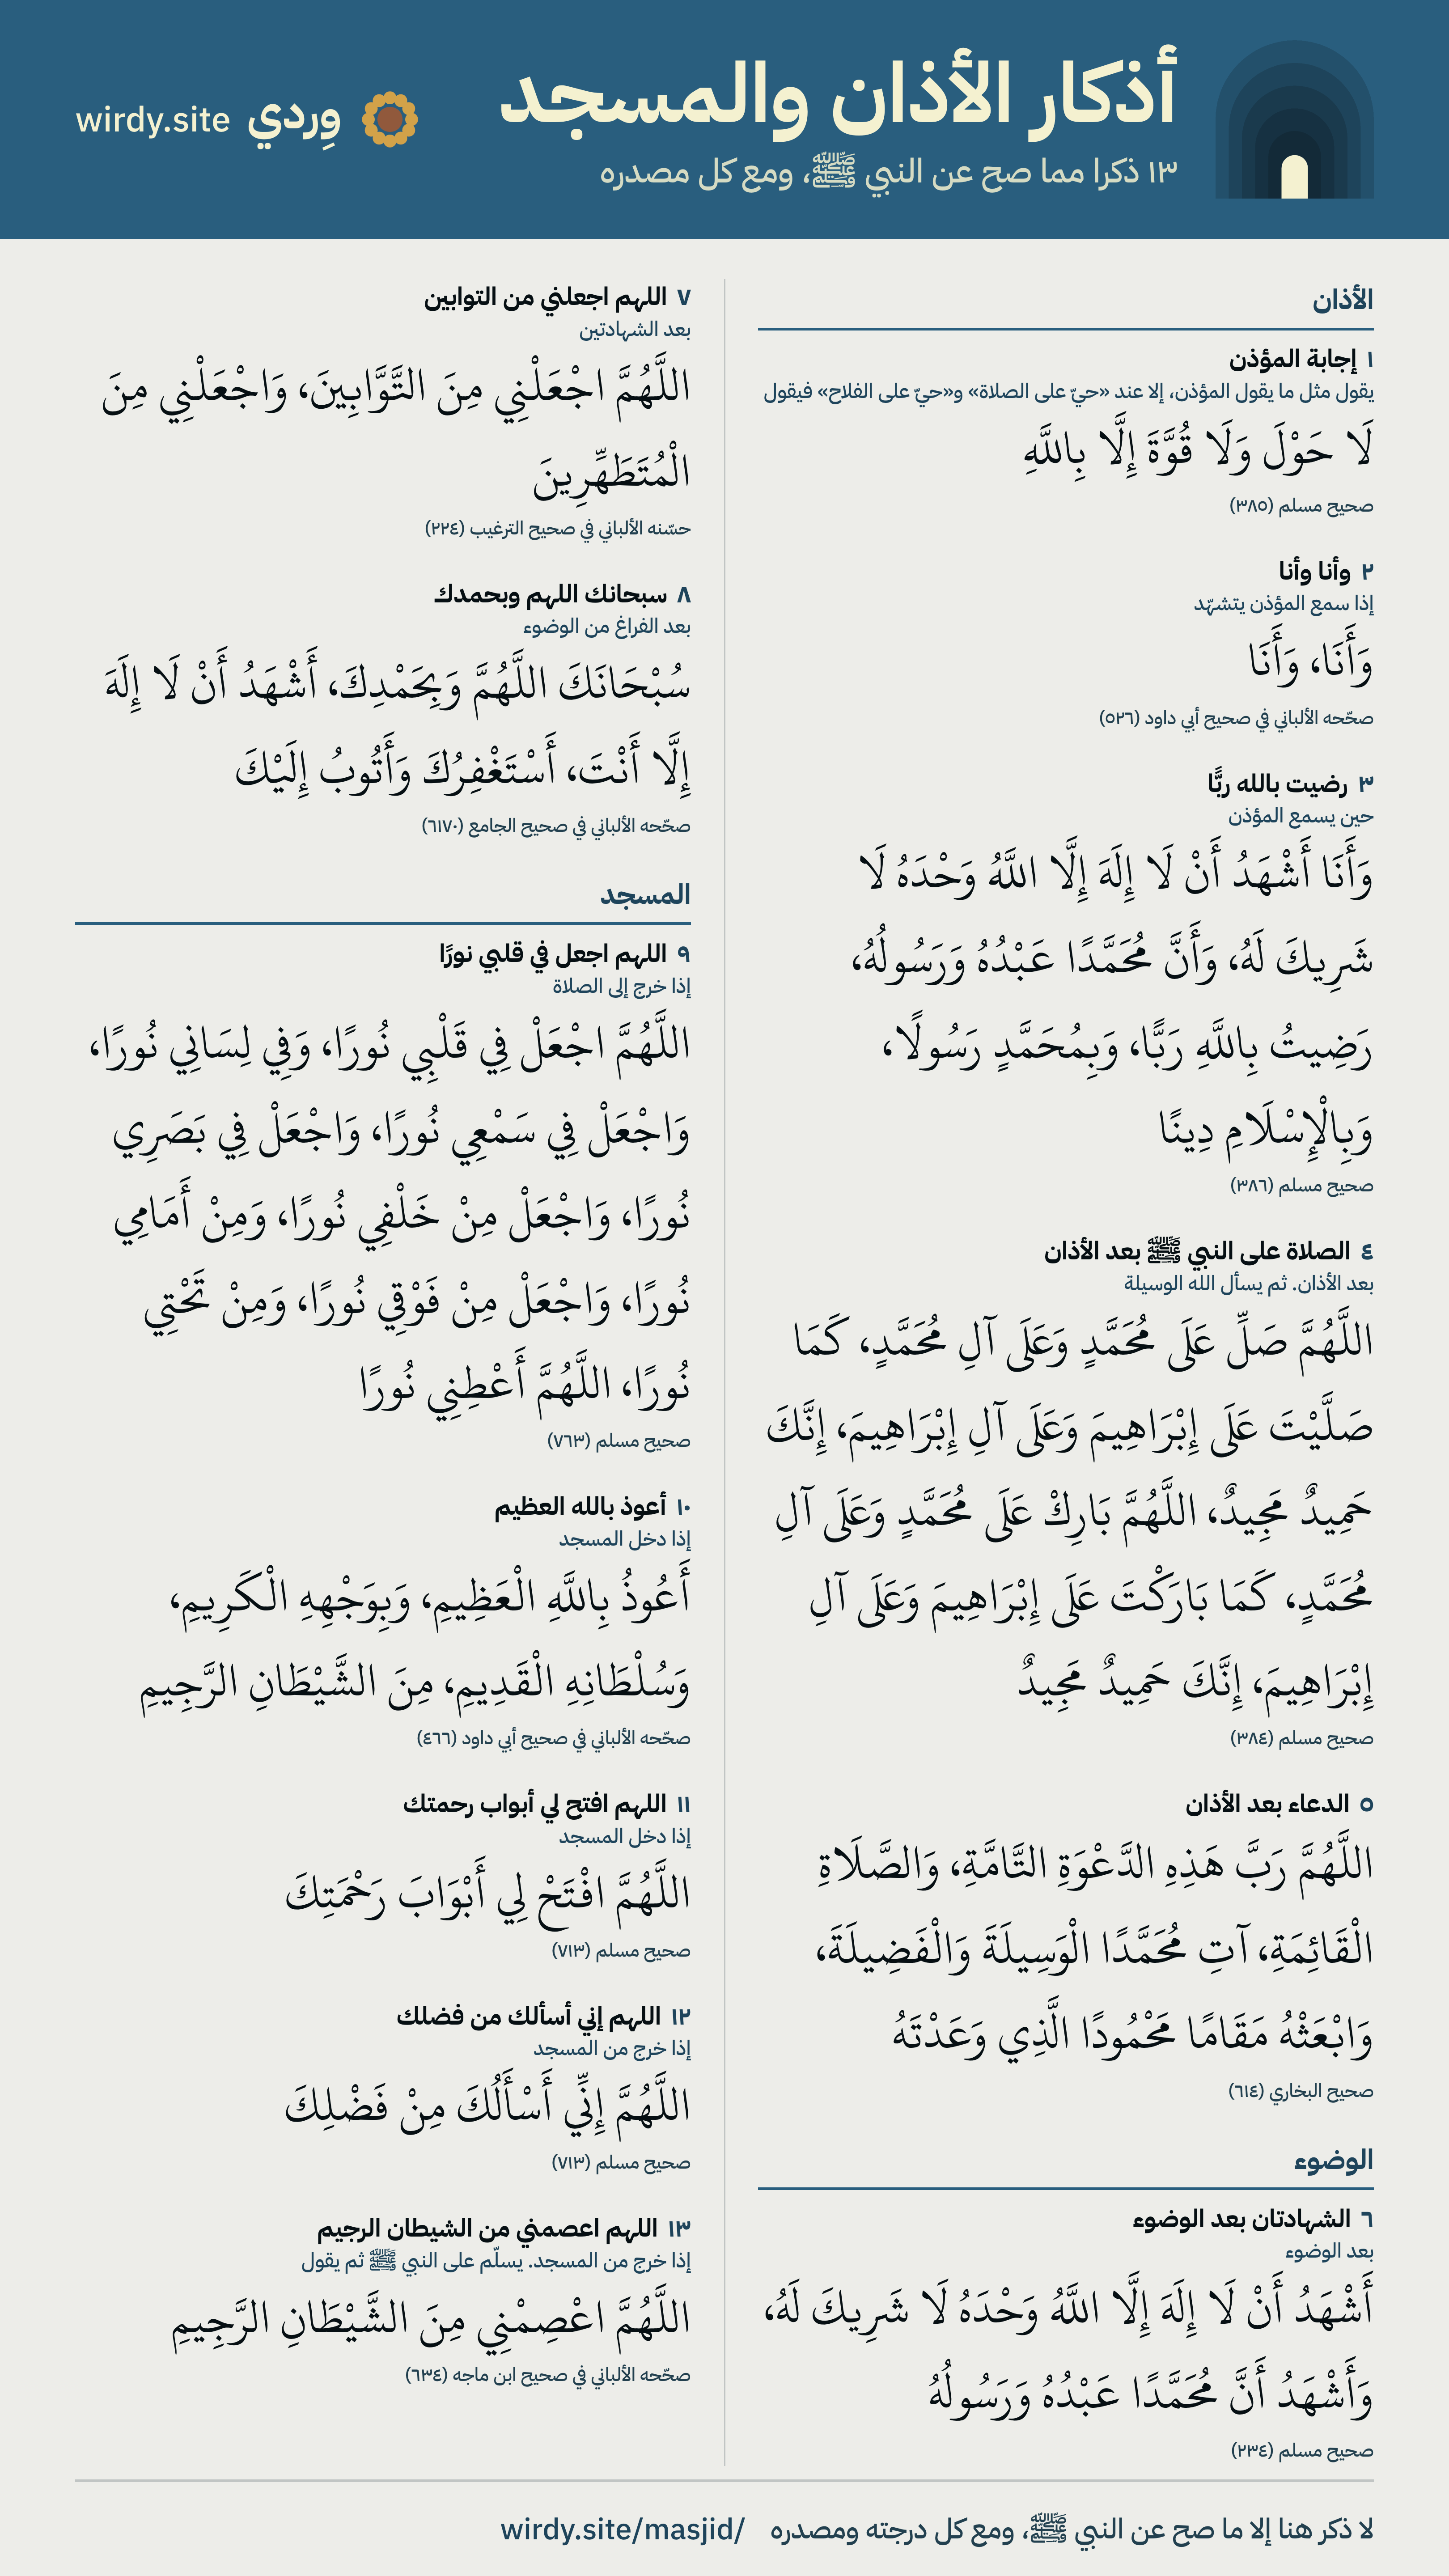 أذكار الأذان والمسجد
١٣ ذكرا مما صح عن النبي ﷺ، ومع كل مصدره
وِردي wirdy.site
الأذان
١ إجابة المؤذن
يقول مثل ما يقول المؤذن، إلا عند «حيّ على الصلاة» و«حيّ على الفلاح» فيقول
لَا حَوْلَ وَلَا قُوَّةَ إِلَّا بِاللَّهِ
صحيح مسلم (٣٨٥)
٢ وأنا وأنا
إذا سمع المؤذن يتشهّد
وَأَنَا، وَأَنَا
صحّحه الألباني في صحيح أبي داود (٥٢٦)
٣ رضيت بالله ربًّا
حين يسمع المؤذن
وَأَنَا أَشْهَدُ أَنْ لَا إِلَهَ إِلَّا اللَّهُ وَحْدَهُ لَا
شَرِيكَ لَهُ، وَأَنَّ مُحَمَّدًا عَبْدُهُ وَرَسُولُهُ،
رَضِيتُ بِاللَّهِ رَبًّا، وَبِمُحَمَّدٍ رَسُولًا،
وَبِالْإِسْلَامِ دِينًا
صحيح مسلم (٣٨٦)
٤ الصلاة على النبي ﷺ بعد الأذان
بعد الأذان. ثم يسأل الله الوسيلة
اللَّهُمَّ صَلِّ عَلَى مُحَمَّدٍ وَعَلَى آلِ مُحَمَّدٍ، كَمَا
صَلَّيْتَ عَلَى إِبْرَاهِيمَ وَعَلَى آلِ إِبْرَاهِيمَ، إِنَّكَ
حَمِيدٌ مَجِيدٌ، اللَّهُمَّ بَارِكْ عَلَى مُحَمَّدٍ وَعَلَى آلِ
مُحَمَّدٍ، كَمَا بَارَكْتَ عَلَى إِبْرَاهِيمَ وَعَلَى آلِ
إِبْرَاهِيمَ، إِنَّكَ حَمِيدٌ مَجِيدٌ
صحيح مسلم (٣٨٤)
٥ الدعاء بعد الأذان
اللَّهُمَّ رَبَّ هَذِهِ الدَّعْوَةِ التَّامَّةِ، وَالصَّلَاةِ
الْقَائِمَةِ، آتِ مُحَمَّدًا الْوَسِيلَةَ وَالْفَضِيلَةَ،
وَابْعَثْهُ مَقَامًا مَحْمُودًا الَّذِي وَعَدْتَهُ
صحيح البخاري (٦١٤)
الوضوء
٦ الشهادتان بعد الوضوء
بعد الوضوء
أَشْهَدُ أَنْ لَا إِلَهَ إِلَّا اللَّهُ وَحْدَهُ لَا شَرِيكَ لَهُ،
وَأَشْهَدُ أَنَّ مُحَمَّدًا عَبْدُهُ وَرَسُولُهُ
صحيح مسلم (٢٣٤)
٧ اللهم اجعلني من التوابين
بعد الشهادتين
اللَّهُمَّ اجْعَلْنِي مِنَ التَّوَّابِينَ، وَاجْعَلْنِي مِنَ
الْمُتَطَهِّرِينَ
حسّنه الألباني في صحيح الترغيب (٢٢٤)
٨ سبحانك اللهم وبحمدك
بعد الفراغ من الوضوء
سُبْحَانَكَ اللَّهُمَّ وَبِحَمْدِكَ، أَشْهَدُ أَنْ لَا إِلَهَ
إِلَّا أَنْتَ، أَسْتَغْفِرُكَ وَأَتُوبُ إِلَيْكَ
صحّحه الألباني في صحيح الجامع (٦١٧٠)
المسجد
٩ اللهم اجعل في قلبي نورًا
إذا خرج إلى الصلاة
اللَّهُمَّ اجْعَلْ فِي قَلْبِي نُورًا، وَفِي لِسَانِي نُورًا،
وَاجْعَلْ فِي سَمْعِي نُورًا، وَاجْعَلْ فِي بَصَرِي
نُورًا، وَاجْعَلْ مِنْ خَلْفِي نُورًا، وَمِنْ أَمَامِي
نُورًا، وَاجْعَلْ مِنْ فَوْقِي نُورًا، وَمِنْ تَحْتِي
نُورًا، اللَّهُمَّ أَعْطِنِي نُورًا
صحيح مسلم (٧٦٣)
١٠ أعوذ بالله العظيم
إذا دخل المسجد
أَعُوذُ بِاللَّهِ الْعَظِيمِ، وَبِوَجْهِهِ الْكَرِيمِ،
وَسُلْطَانِهِ الْقَدِيمِ، مِنَ الشَّيْطَانِ الرَّجِيمِ
صحّحه الألباني في صحيح أبي داود (٤٦٦)
١١ اللهم افتح لي أبواب رحمتك
إذا دخل المسجد
اللَّهُمَّ افْتَحْ لِي أَبْوَابَ رَحْمَتِكَ
صحيح مسلم (٧١٣)
١٢ اللهم إني أسألك من فضلك
إذا خرج من المسجد
اللَّهُمَّ إِنِّي أَسْأَلُكَ مِنْ فَضْلِكَ
صحيح مسلم (٧١٣)
١٣ اللهم اعصمني من الشيطان الرجيم
إذا خرج من المسجد. يسلّم على النبي ﷺ ثم يقول
اللَّهُمَّ اعْصِمْنِي مِنَ الشَّيْطَانِ الرَّجِيمِ
صحّحه الألباني في صحيح ابن ماجه (٦٣٤)
لا ذكر هنا إلا ما صح عن النبي ﷺ، ومع كل درجته ومصدره wirdy.site/masjid/